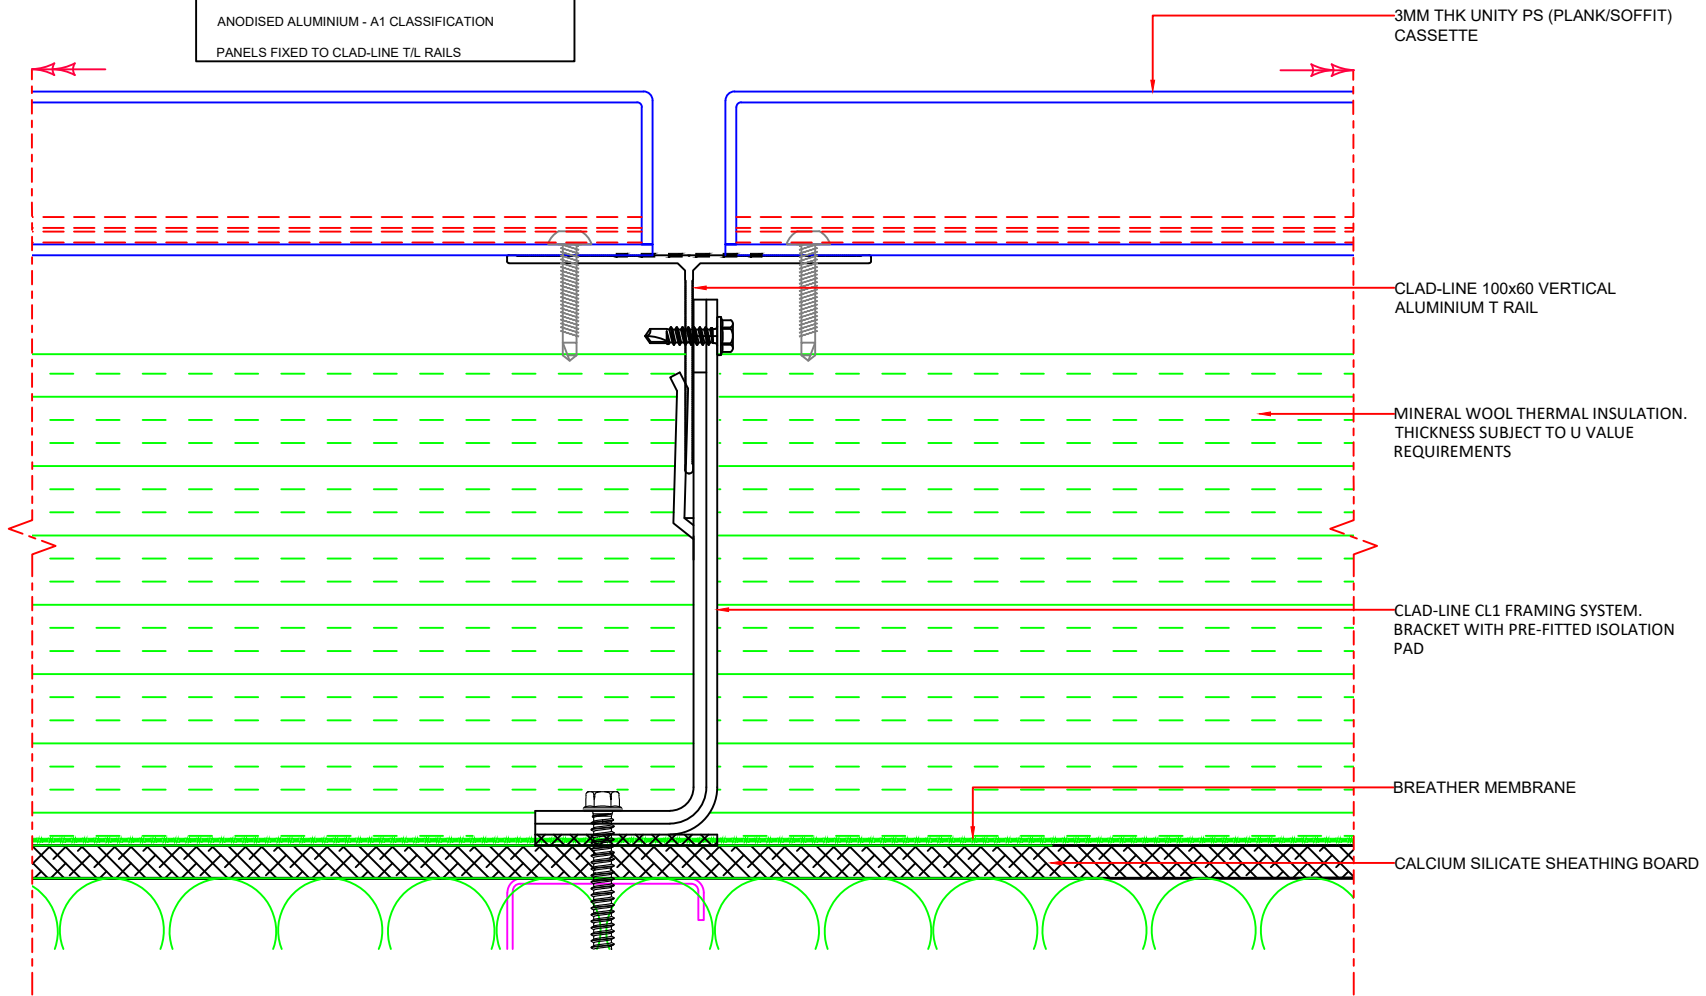 ANODISED ALUMINIUM - A1 CLASSIFICATION
PANELS FIXED TO CLAD-LINE T/L RAILS
3MM THK UNITY PS (PLANK/SOFFIT)
CASSETTE
CLAD-LINE 100x60 VERTICAL
ALUMINIUM T RAIL
MINERAL WOOL THERMAL INSULATION.
THICKNESS SUBJECT TO U VALUE
REQUIREMENTS
CLAD-LINE CL1 FRAMING SYSTEM.
BRACKET WITH PRE-FITTED ISOLATION
PAD
BREATHER MEMBRANE
CALCIUM SILICATE SHEATHING BOARD